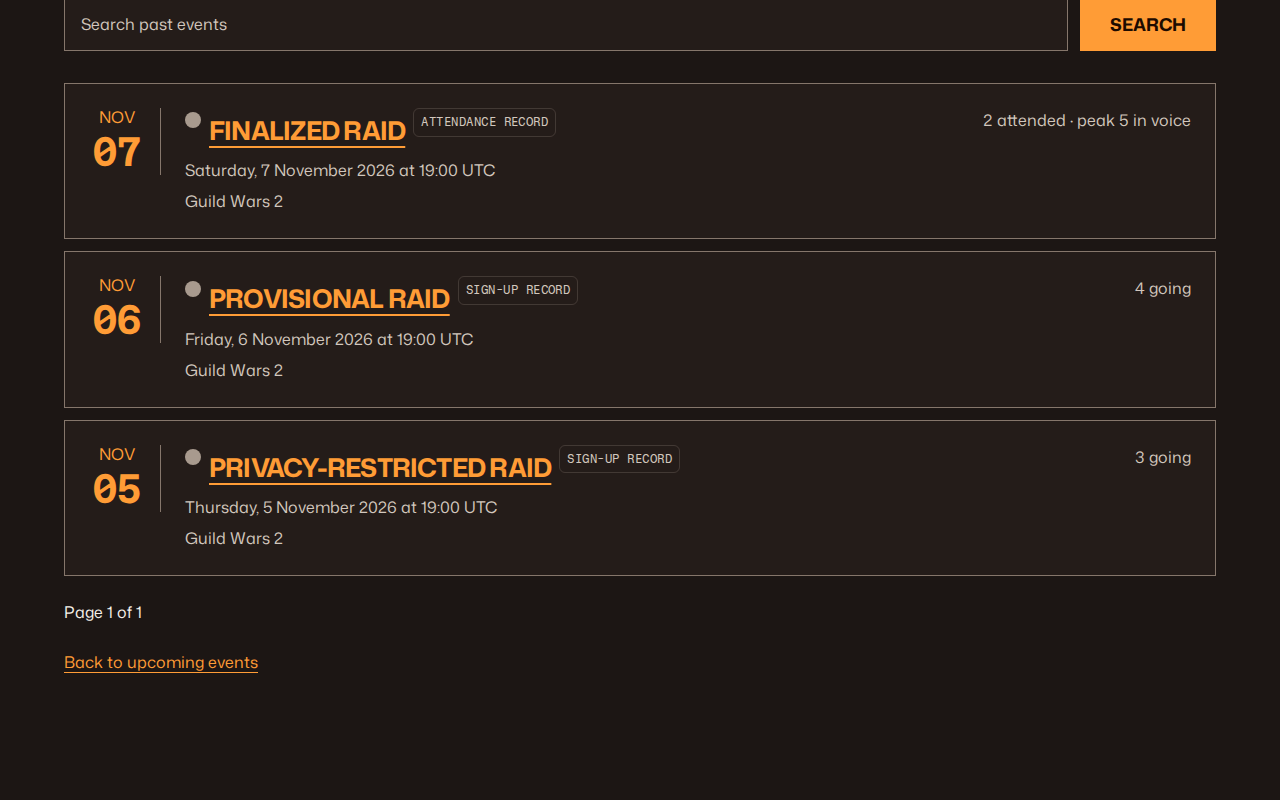 Search past events
SEARCH
NOV
07
FINALIZED RAID
ATTENDANCE RECORD
2 attended · peak 5 in voice
Saturday, 7 November 2026 at 19:00 UTC
Guild Wars 2
NOV
06
PROVISIONAL RAID
SIGN-UP RECORD
4 going
Friday, 6 November 2026 at 19:00 UTC
Guild Wars 2
NOV
05
PRIVACY-RESTRICTED RAID
SIGN-UP RECORD
3 going
Thursday, 5 November 2026 at 19:00 UTC
Guild Wars 2
Page 1 of 1
Back to upcoming events